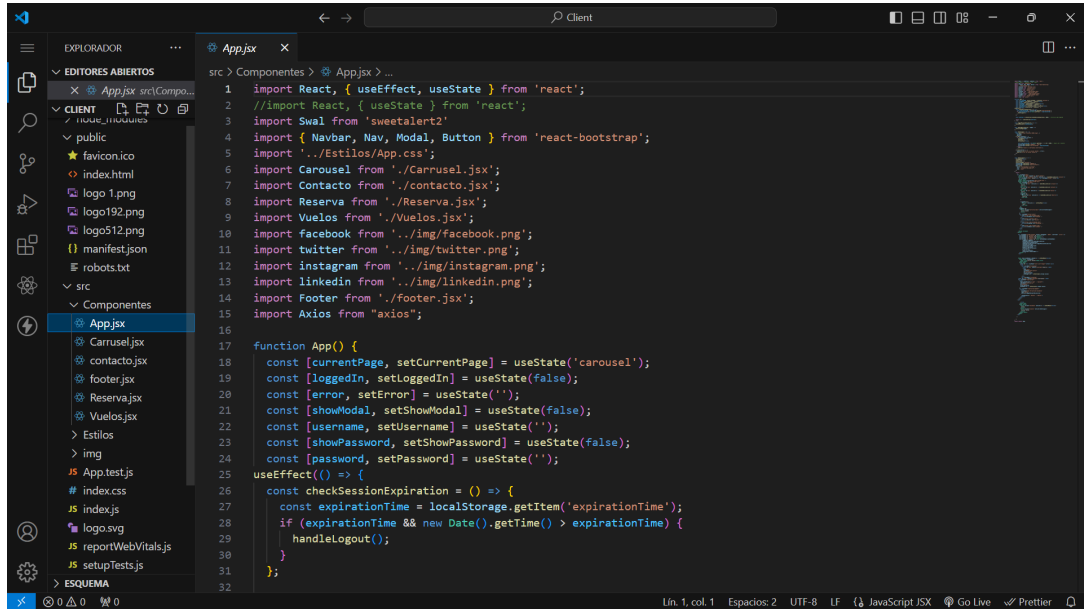 Client
EXPLORADOR
EDITORES ABIERTOS
App.jsx src\Compo...
CLIENT
node_modules
public
favicon.ico
index.html
logo 1.png
logo192.png
logo512.png
manifest.json
robots.txt
src
Componentes
App.jsx
Carrusel.jsx
contacto.jsx
footer.jsx
Reserva.jsx
Vuelos.jsx
Estilos
img
JS App.test.js
# index.css
JS index.js
logo.svg
JS reportWebVitals.js
JS setupTests.js
ESQUEMA
App.jsx
src > Componentes > App.jsx > ...
1 import React, { useEffect, useState } from 'react';
2 //import React, { useState } from 'react';
3 import Swal from 'sweetalert2'
4 import { Navbar, Nav, Modal, Button } from 'react-bootstrap';
5 import '../Estilos/App.css';
6 import Carousel from './Carrusel.jsx';
7 import Contacto from './contacto.jsx';
8 import Reserva from './Reserva.jsx';
9 import Vuelos from './Vuelos.jsx';
10 import facebook from '../img/facebook.png';
11 import twitter from '../img/twitter.png';
12 import instagram from '../img/instagram.png';
13 import linkedin from '../img/linkedin.png';
14 import Footer from './footer.jsx';
15 import Axios from "axios";
16
17 function App() {
18 const [currentPage, setCurrentPage] = useState('carousel');
19 const [loggedIn, setLoggedIn] = useState(false);
20 const [error, setError] = useState('');
21 const [showModal, setShowModal] = useState(false);
22 const [username, setUsername] = useState('');
23 const [showPassword, setShowPassword] = useState(false);
24 const [password, setPassword] = useState('');
25 useEffect(() => {
26 const checkSessionExpiration = () => {
27 const expirationTime = localStorage.getItem('expirationTime');
28 if (expirationTime && new Date().getTime() > expirationTime) {
29 handleLogout();
30 }
31 };
32
0 0 0
Lín. 1, col. 1 Espacios: 2 UTF-8 LF JavaScript JSX Go Live Prettier